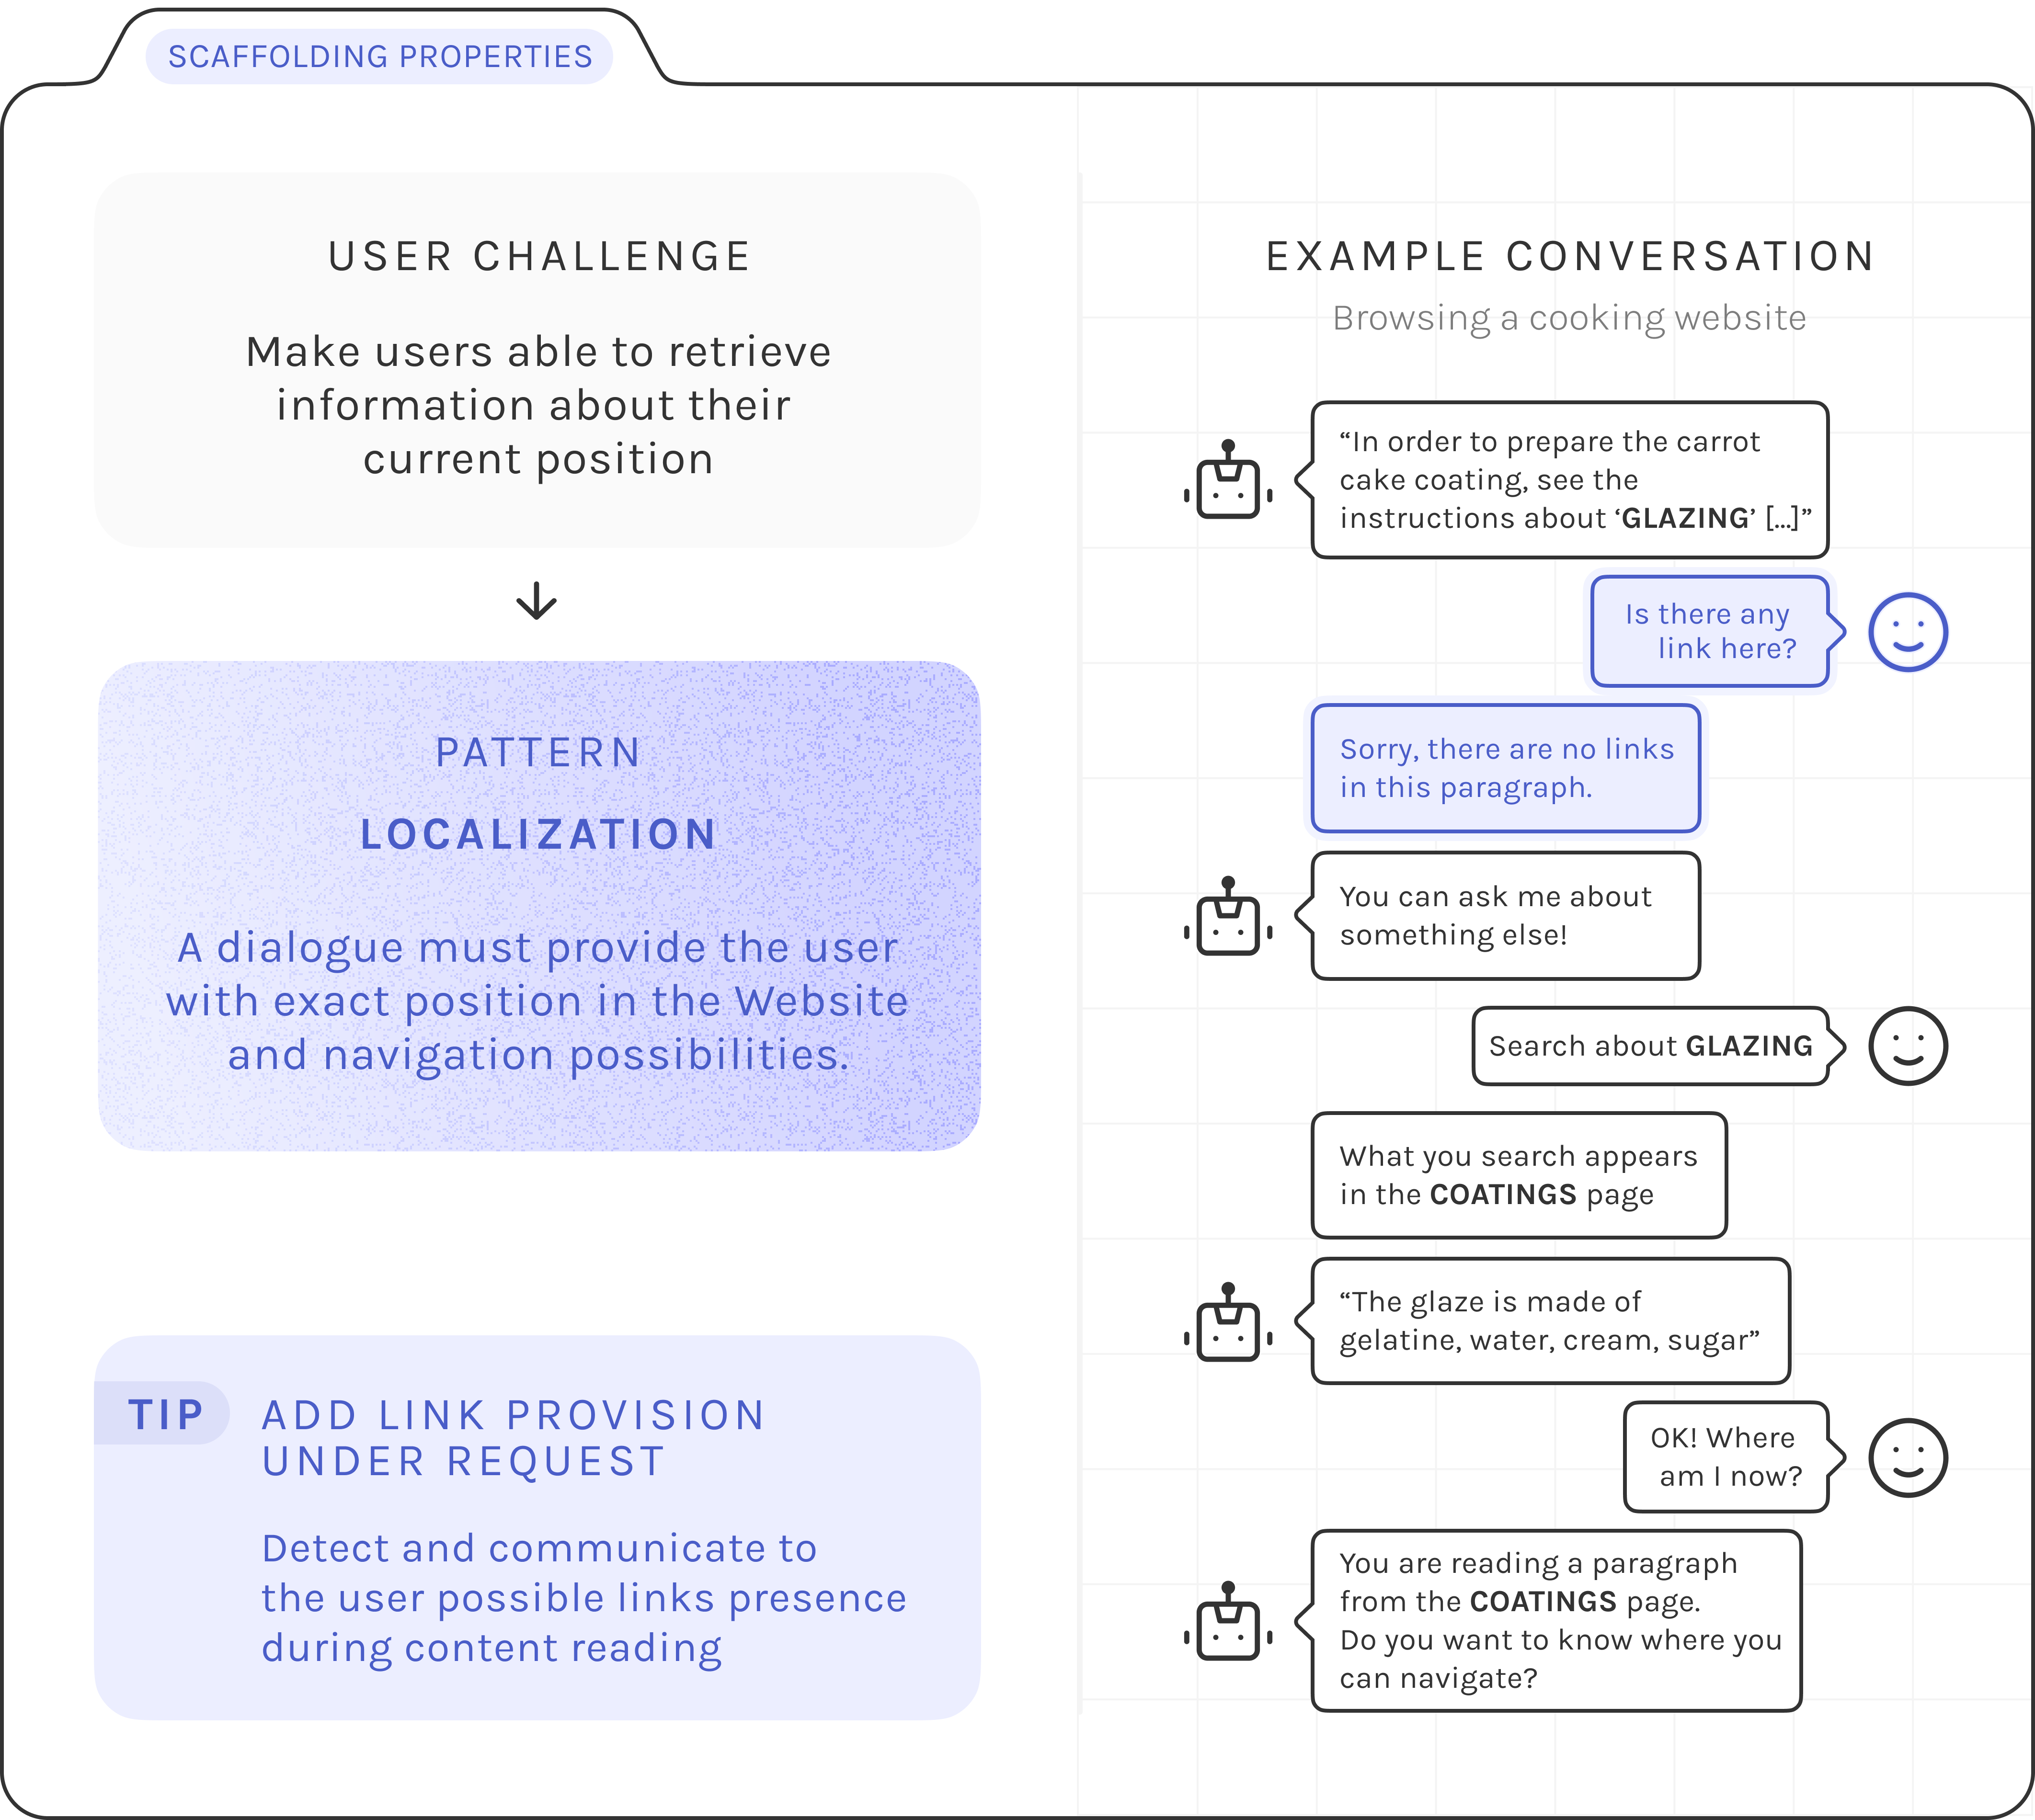 SCAFFOLDING PROPERTIES
USER CHALLENGE
Make users able to retrieve
information about their
current position
PATTERN
LOCALIZATION
A dialogue must provide the user
with exact position in the Website
and navigation possibilities.
TIP
ADD LINK PROVISION
UNDER REQUEST
Detect and communicate to
the user possible links presence
during content reading
EXAMPLE CONVERSATION
Browsing a cooking website
“In order to prepare the carrot
cake coating, see the
instructions about ‘GLAZING’ [...]”
Is there any
link here?
Sorry, there are no links
in this paragraph.
You can ask me about
something else!
Search about GLAZING
What you search appears
in the COATINGS page
“The glaze is made of
gelatine, water, cream, sugar”
OK! Where
am I now?
You are reading a paragraph
from the COATINGS page.
Do you want to know where you
can navigate?